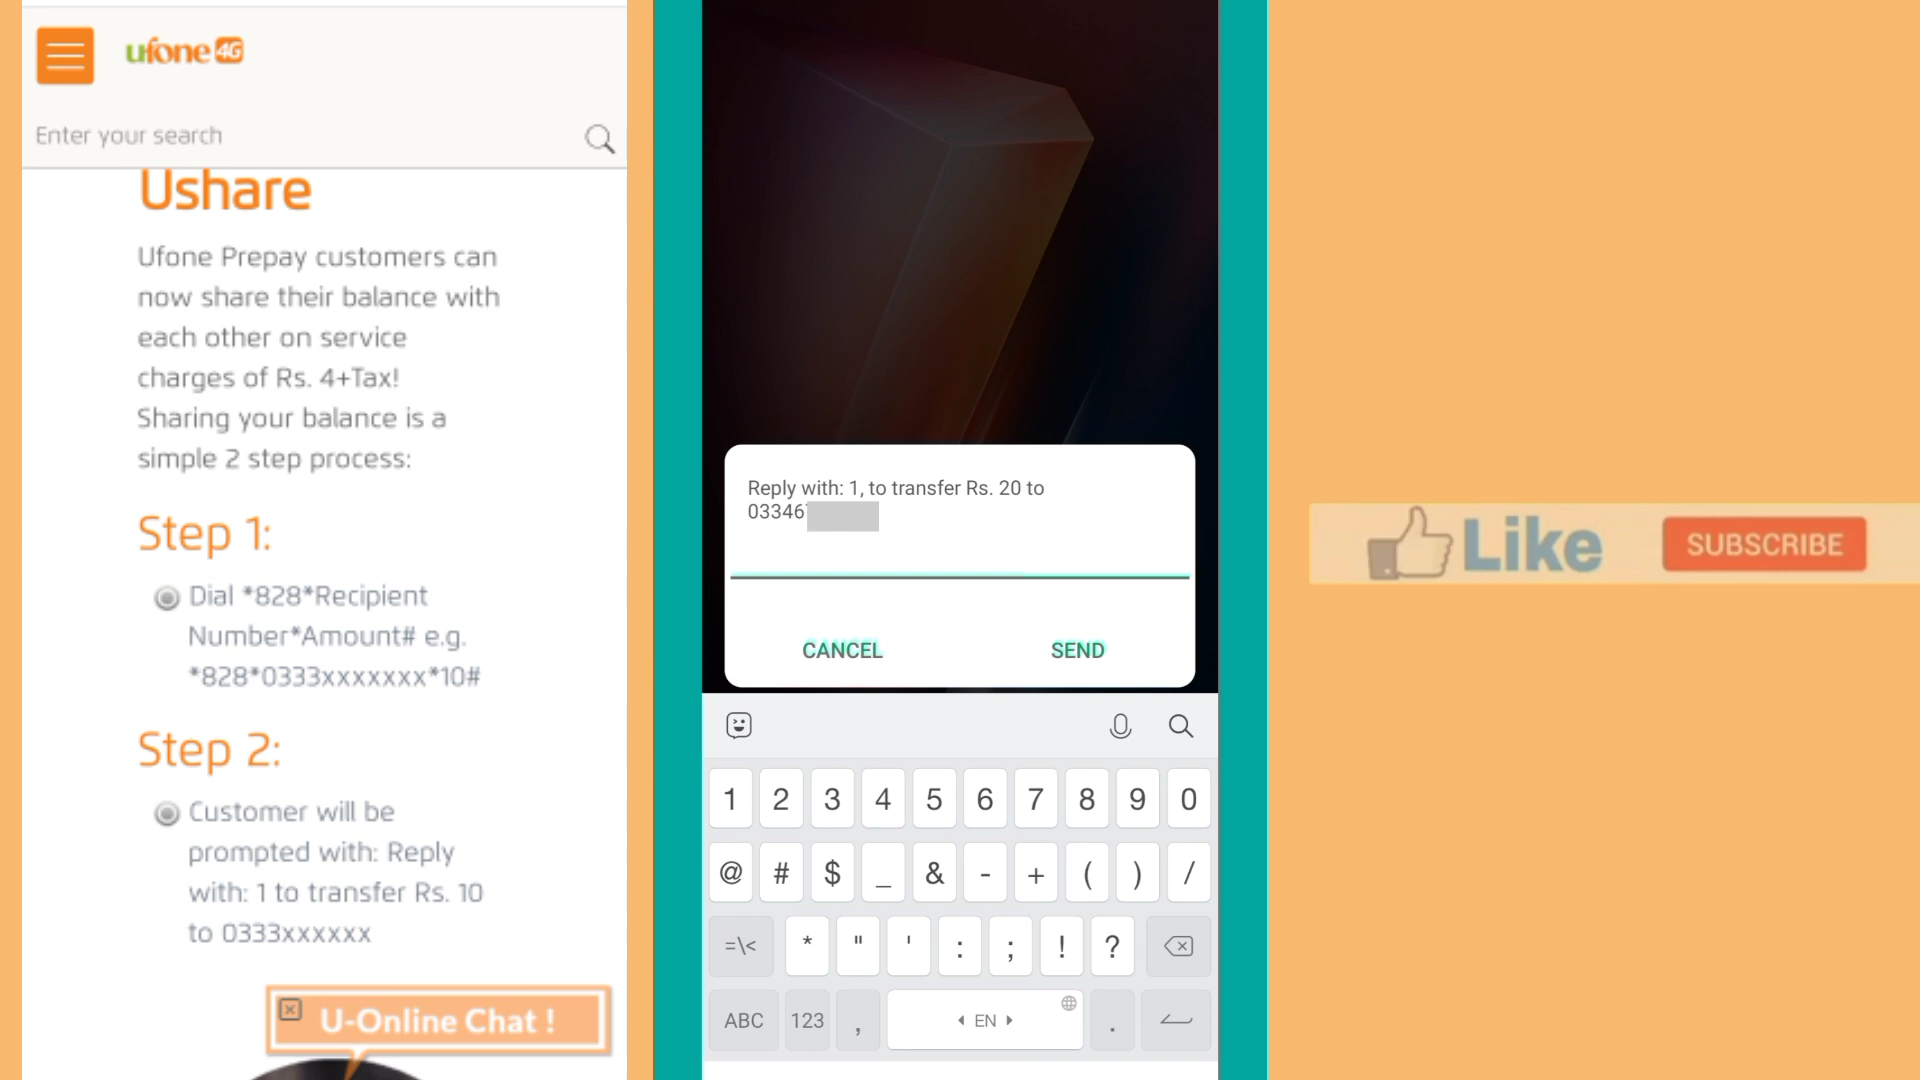 ufone 4G
Enter your search
Ushare
Ufone Prepay customers can
now share their balance with
each other on service
charges of Rs. 4+Tax!
Sharing your balance is a
simple 2 step process:
Step 1:
Dial *828*Recipient
Number*Amount# e.g.
*828*0333xxxxxxx*10#
Step 2:
Customer will be
prompted with: Reply
with: 1 to transfer Rs. 10
to 0333xxxxxx
U-Online Chat !
Reply with: 1, to transfer Rs. 20 to
03346
CANCEL SEND
1 2 3 4 5 6 7 8 9 0
@ # $ _ & - + ( ) /
=\< * " ' : ; ! ?
ABC 123 , EN .
Like SUBSCRIBE